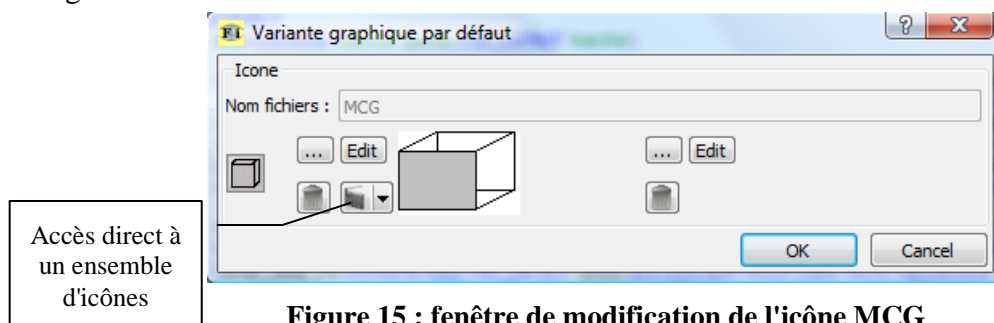 Variante graphique par défaut
Icone
Nom fichiers : MCG
... Edit
... Edit
OK Cancel
Accès direct à
un ensemble
d'icônes
Figure 15 : fenêtre de modification de l'icône MCG